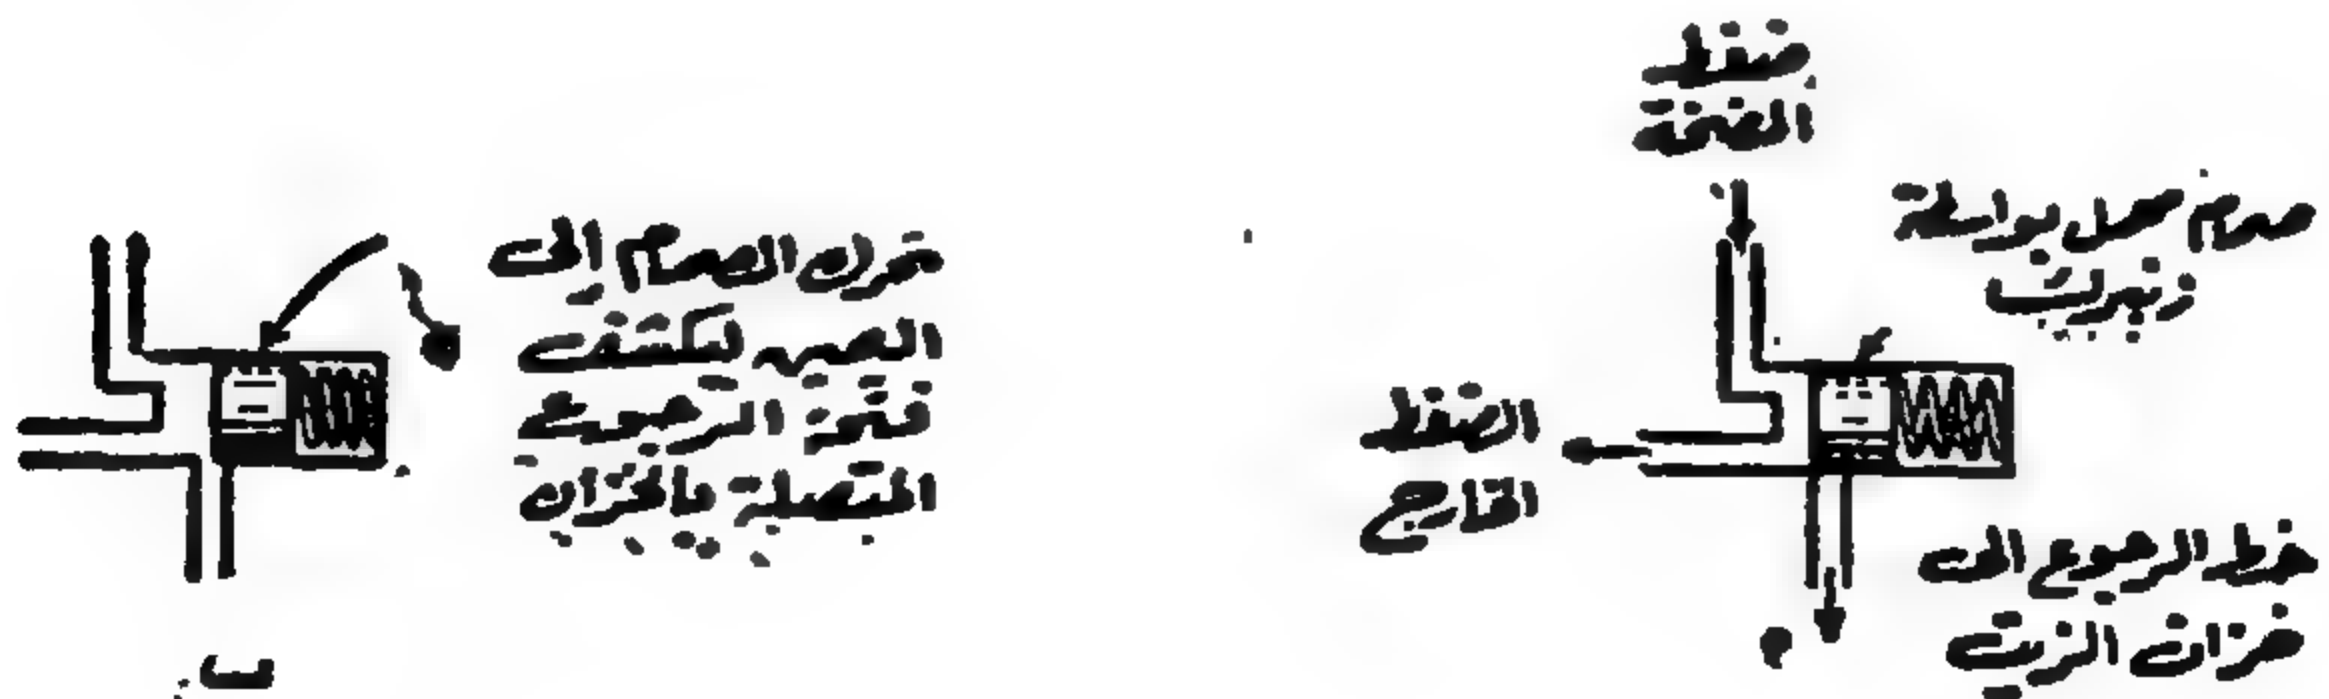 ضغط
المضخة
صمام محمل بواسطة
زنبرك
الضغط
الخارج
خط الرجوع إلى
خزان الزيت
تحرك الصمام إلى
اليمين ليكشف
فتحة الرجوع
المتصلة بالخزان
ب